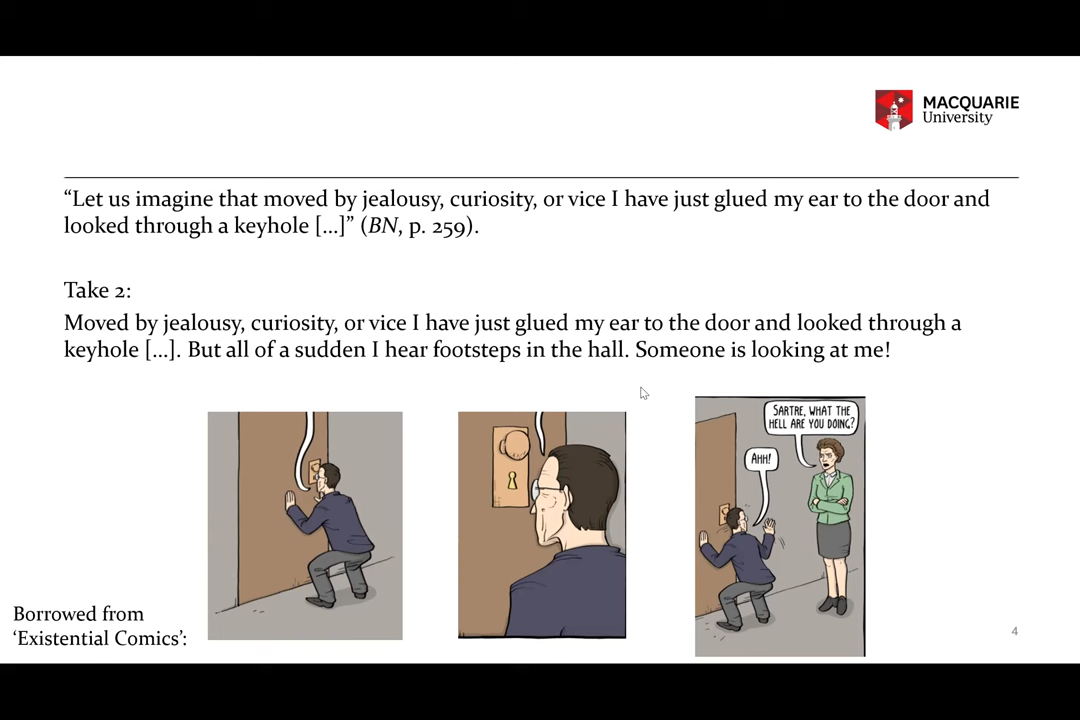 MACQUARIE
University
“Let us imagine that moved by jealousy, curiosity, or vice I have just glued my ear to the door and
looked through a keyhole [...]” (BN, p. 259).
Take 2:
Moved by jealousy, curiosity, or vice I have just glued my ear to the door and looked through a
keyhole [...]. But all of a sudden I hear footsteps in the hall. Someone is looking at me!
SARTRE, WHAT THE
HELL ARE YOU DOING?
AHH!
Borrowed from
‘Existential Comics’:
4